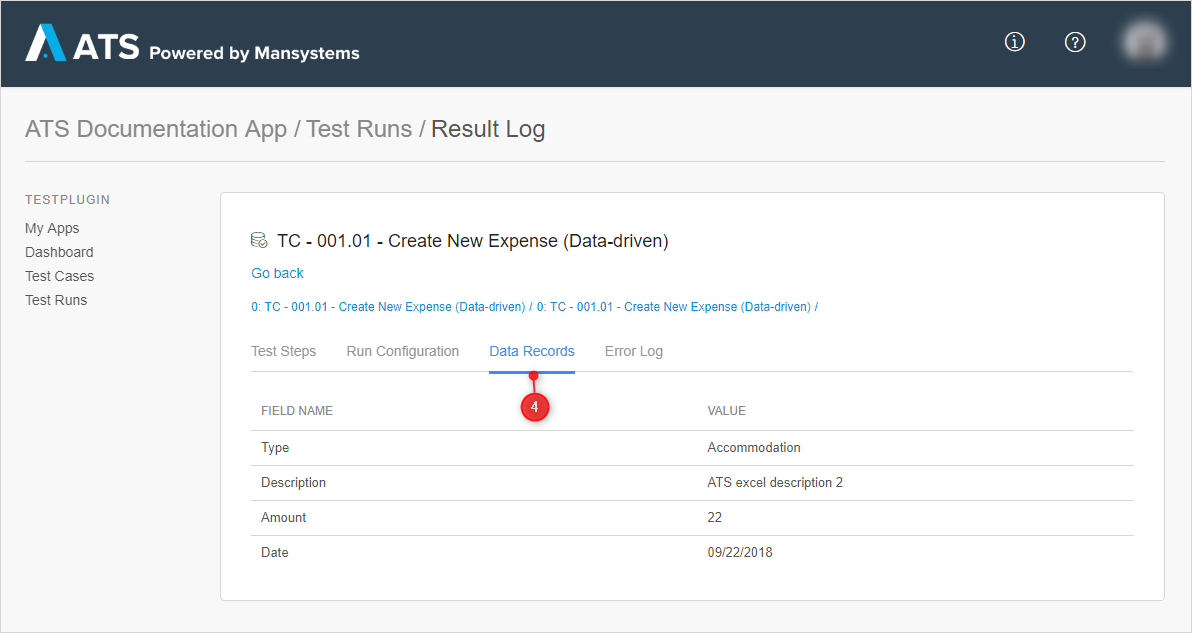 ATS Powered by Mansystems
ATS Documentation App / Test Runs / Result Log
TESTPLUGIN
My Apps
Dashboard
Test Cases
Test Runs
TC - 001.01 - Create New Expense (Data-driven)
Go back
0: TC - 001.01 - Create New Expense (Data-driven) / 0: TC - 001.01 - Create New Expense (Data-driven) /
Test Steps Run Configuration Data Records Error Log
4
FIELD NAME VALUE
Type Accommodation
Description ATS excel description 2
Amount 22
Date 09/22/2018